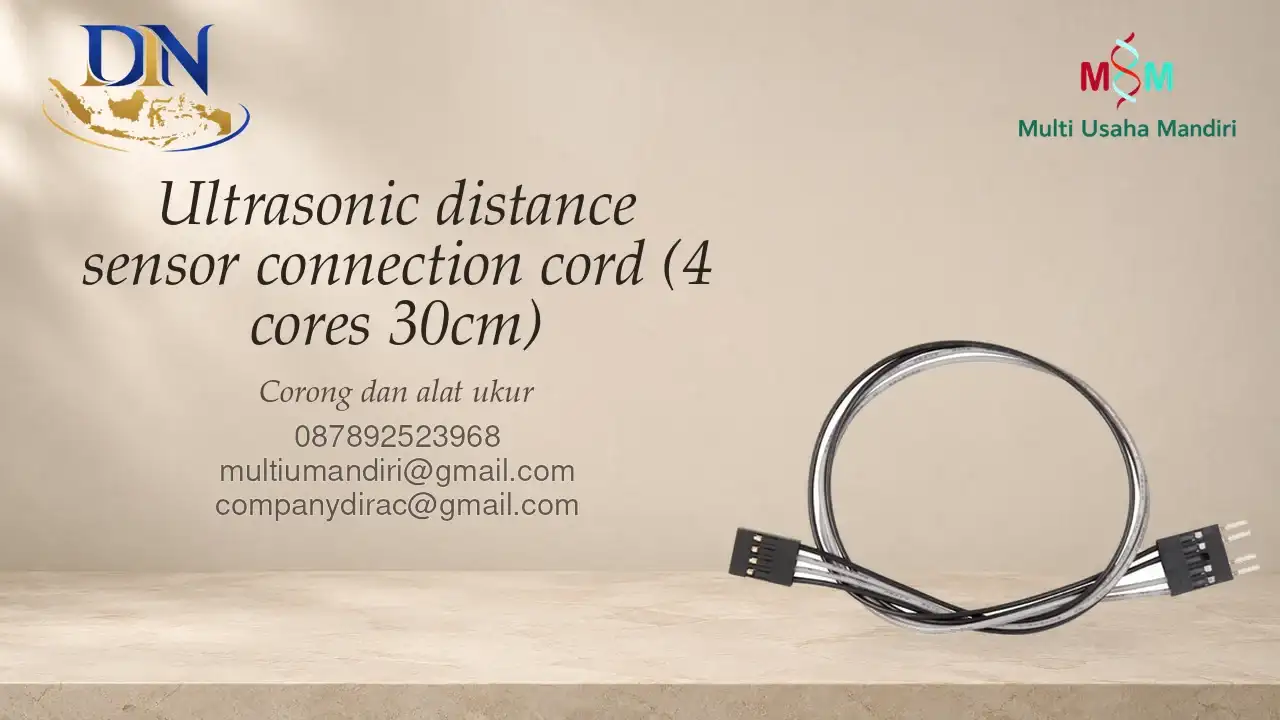 DIN
MSM
Multi Usaha Mandiri
Ultrasonic distance
sensor connection cord (4
cores 30cm)
Corong dan alat ukur
087892523968
multiumandiri@gmail.com
companydirac@gmail.com